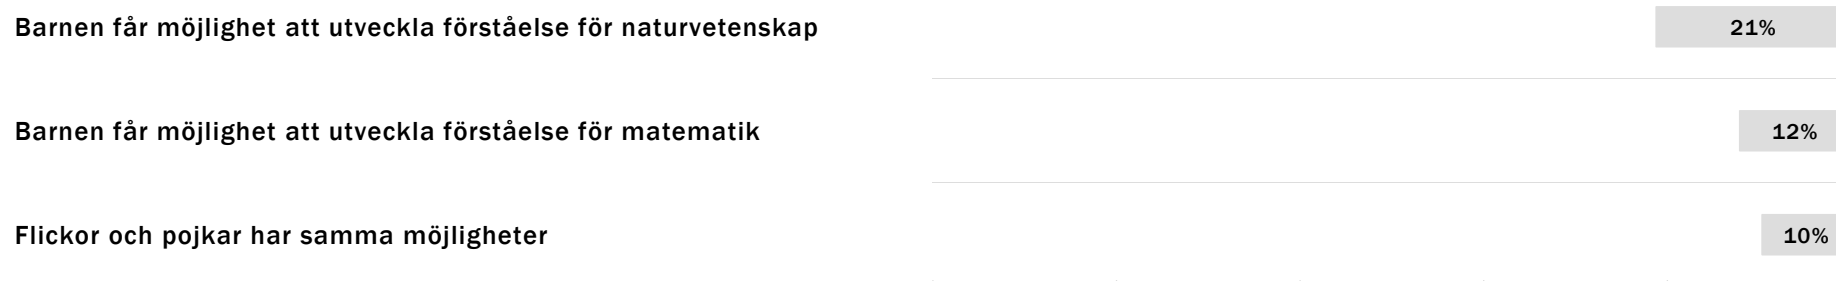 Barnen får möjlighet att utveckla förståelse för naturvetenskap 21%
Barnen får möjlighet att utveckla förståelse för matematik 12%
Flickor och pojkar har samma möjligheter 10%